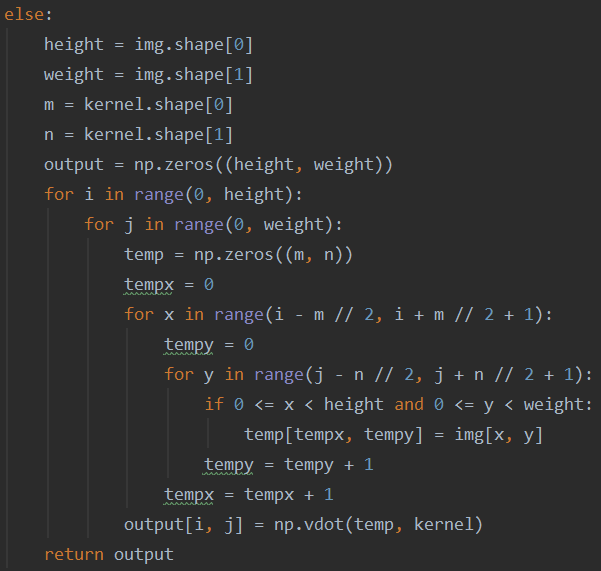 else:
    height = img.shape[0]
    weight = img.shape[1]
    m = kernel.shape[0]
    n = kernel.shape[1]
    output = np.zeros((height, weight))
    for i in range(0, height):
        for j in range(0, weight):
            temp = np.zeros((m, n))
            tempx = 0
            for x in range(i - m // 2, i + m // 2 + 1):
                tempy = 0
                for y in range(j - n // 2, j + n // 2 + 1):
                    if 0 <= x < height and 0 <= y < weight:
                        temp[tempx, tempy] = img[x, y]
                    tempy = tempy + 1
                tempx = tempx + 1
            output[i, j] = np.vdot(temp, kernel)
    return output